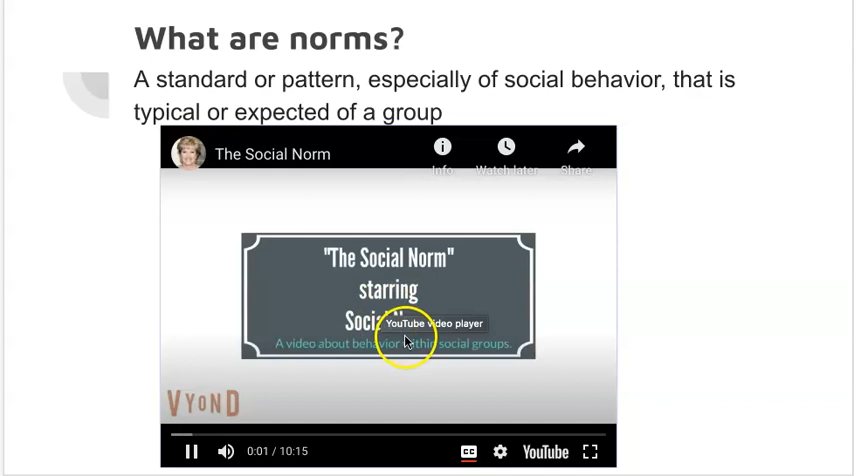 What are norms?
A standard or pattern, especially of social behavior, that is
typical or expected of a group
The Social Norm
Info
Watch later
Share
"The Social Norm"
starring
YouTube video player
A video about behavior within social groups.
VYOND
0:01 / 10:15
CC
YouTube